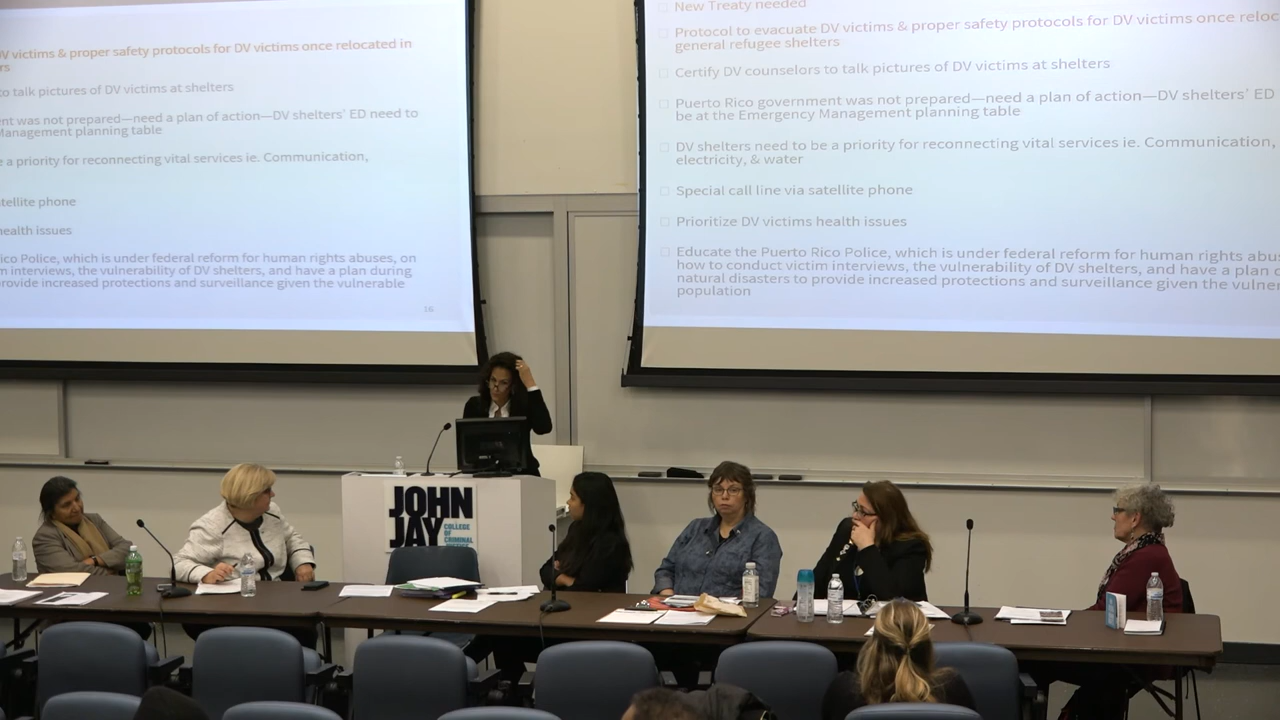 V victims & proper safety protocols for DV victims once relocated in
rs
to talk pictures of DV victims at shelters
ent was not prepared—need a plan of action—DV shelters' ED need to
Management planning table
e a priority for reconnecting vital services ie. Communication,
atellite phone
health issues
ico Police, which is under federal reform for human rights abuses, on
m interviews, the vulnerability of DV shelters, and have a plan during
provide increased protections and surveillance given the vulnerable
16
New Treaty needed
Protocol to evacuate DV victims & proper safety protocols for DV victims once reloc
general refugee shelters
Certify DV counselors to talk pictures of DV victims at shelters
Puerto Rico government was not prepared—need a plan of action—DV shelters' ED
be at the Emergency Management planning table
DV shelters need to be a priority for reconnecting vital services ie. Communication,
electricity, & water
Special call line via satellite phone
Prioritize DV victims health issues
Educate the Puerto Rico Police, which is under federal reform for human rights abus
how to conduct victim interviews, the vulnerability of DV shelters, and have a plan d
natural disasters to provide increased protections and surveillance given the vulner
population
JOHN
JAY
COLLEGE
OF
CRIMINAL